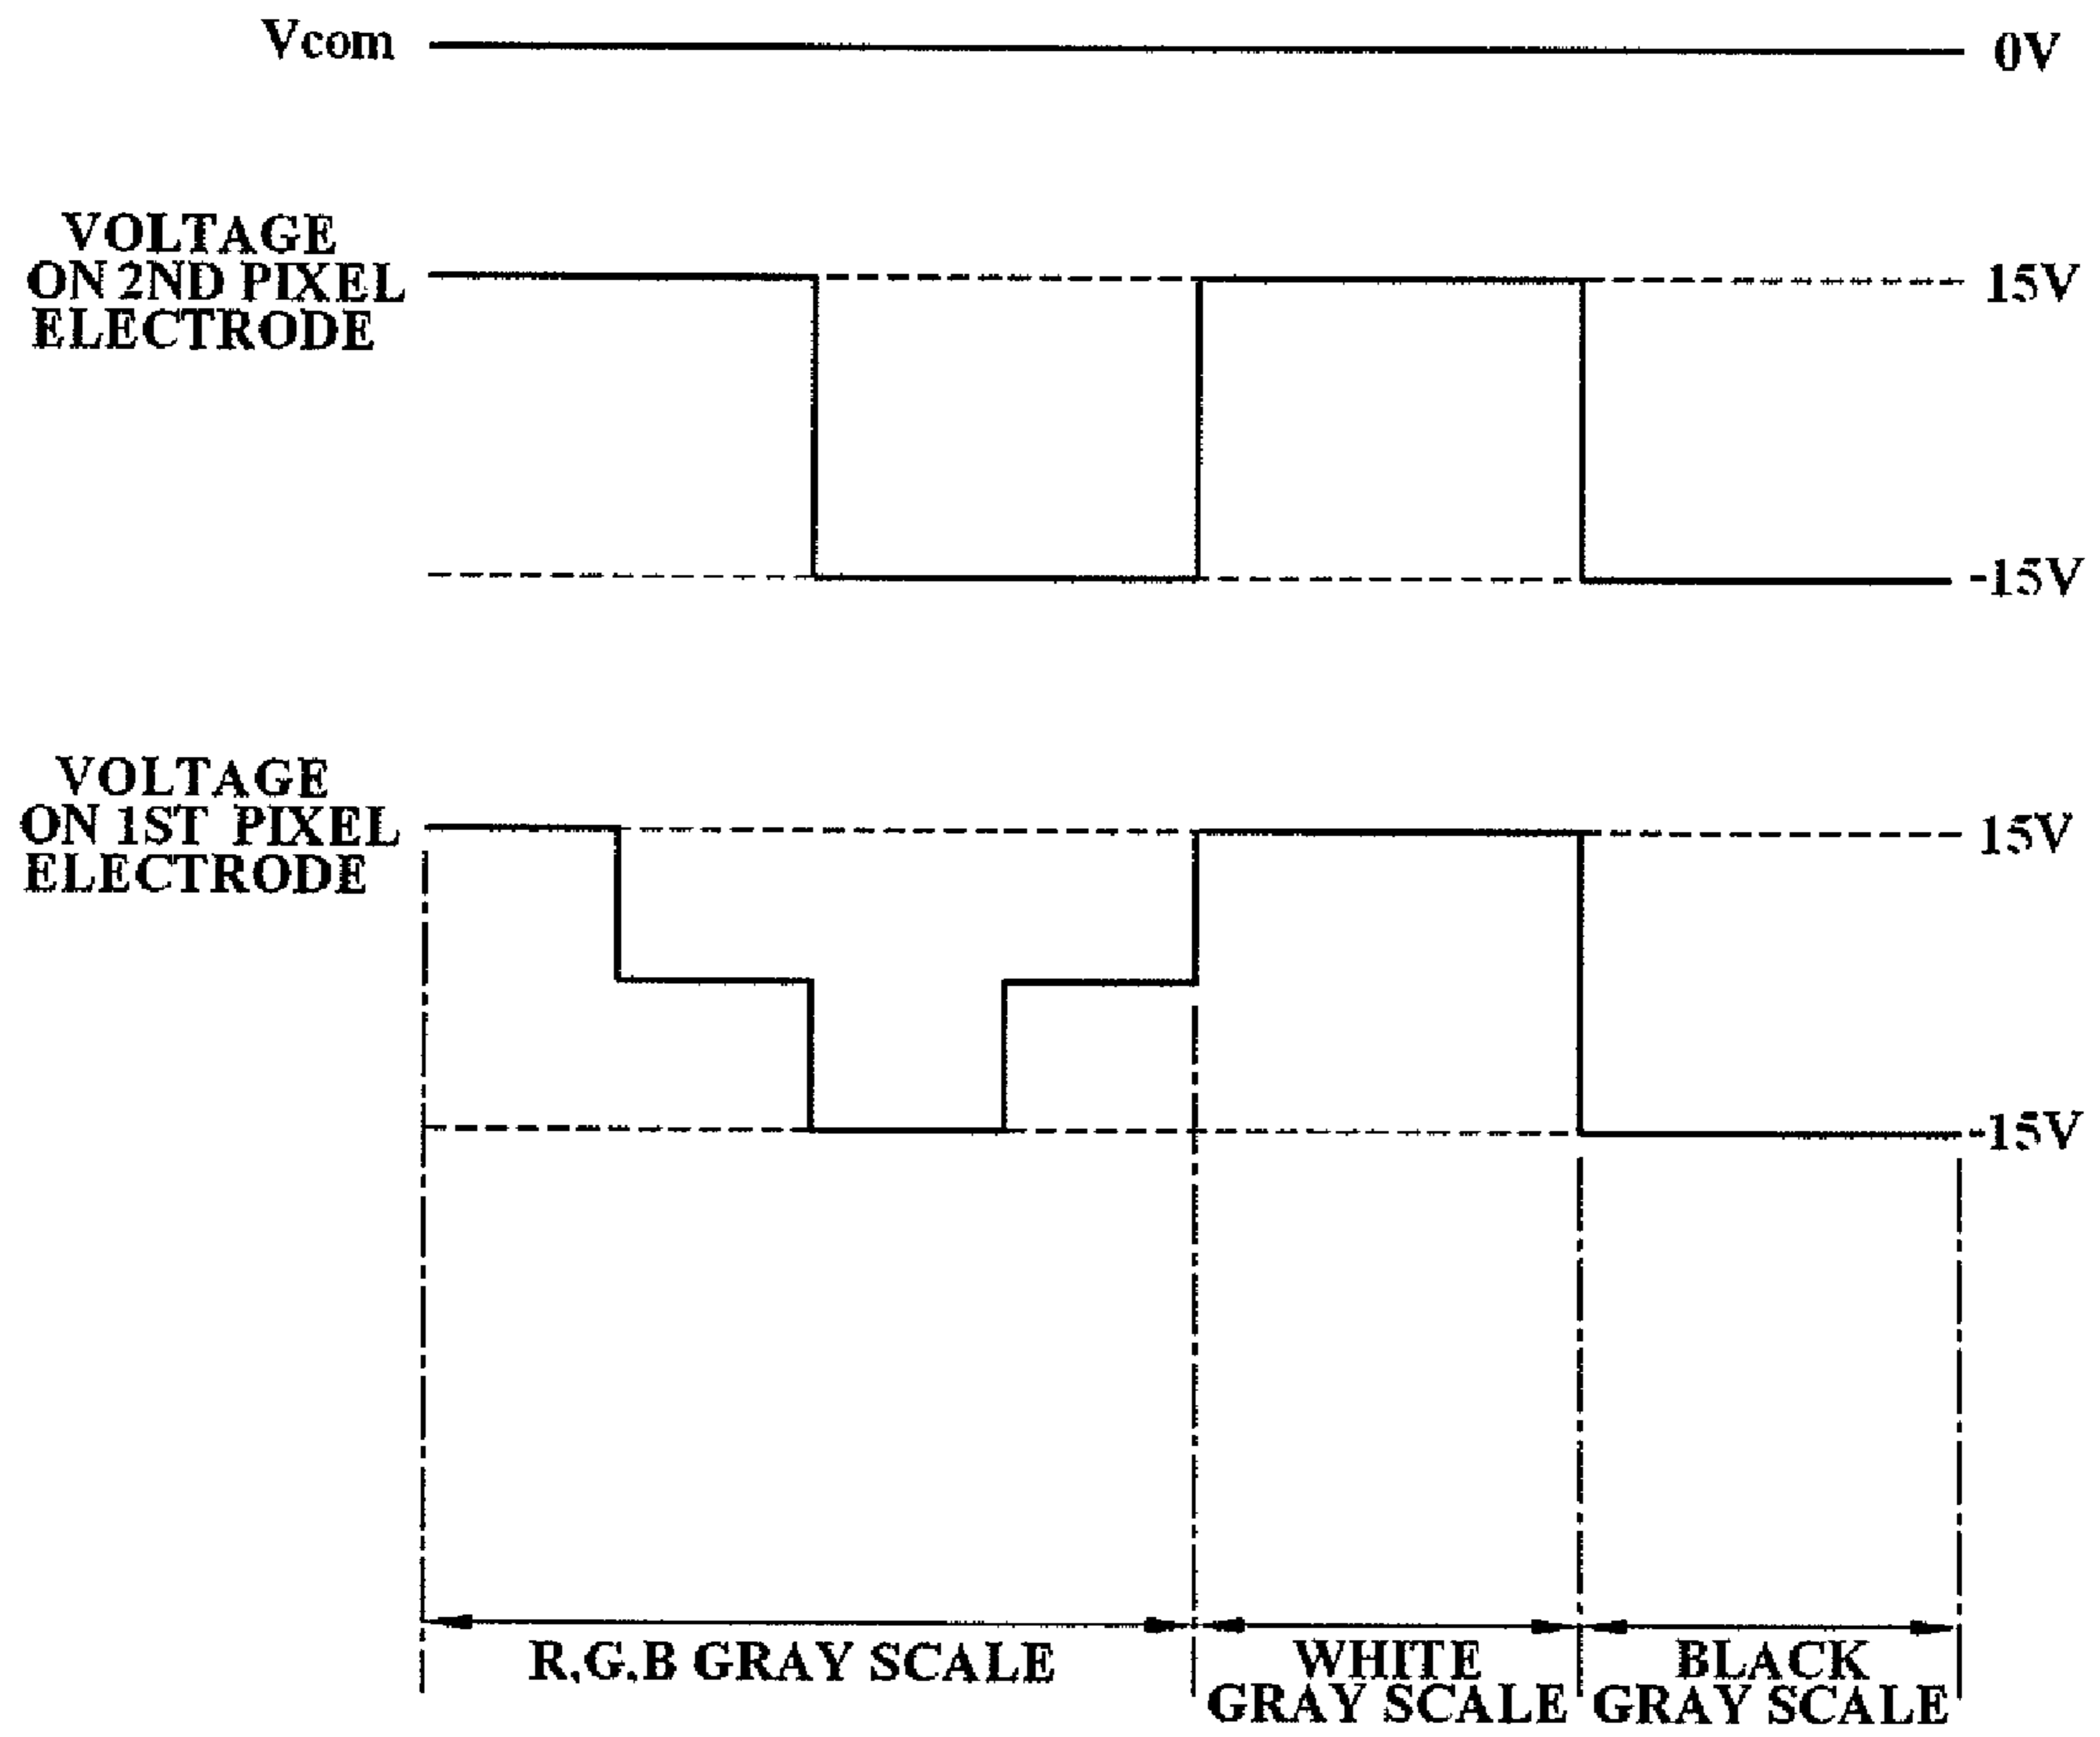 Vcom
0V
VOLTAGE
ON 2ND PIXEL
ELECTRODE
15V
-15V
VOLTAGE
ON 1ST PIXEL
ELECTRODE
15V
-15V
R,G,B GRAY SCALE
WHITE
GRAY SCALE
BLACK
GRAY SCALE